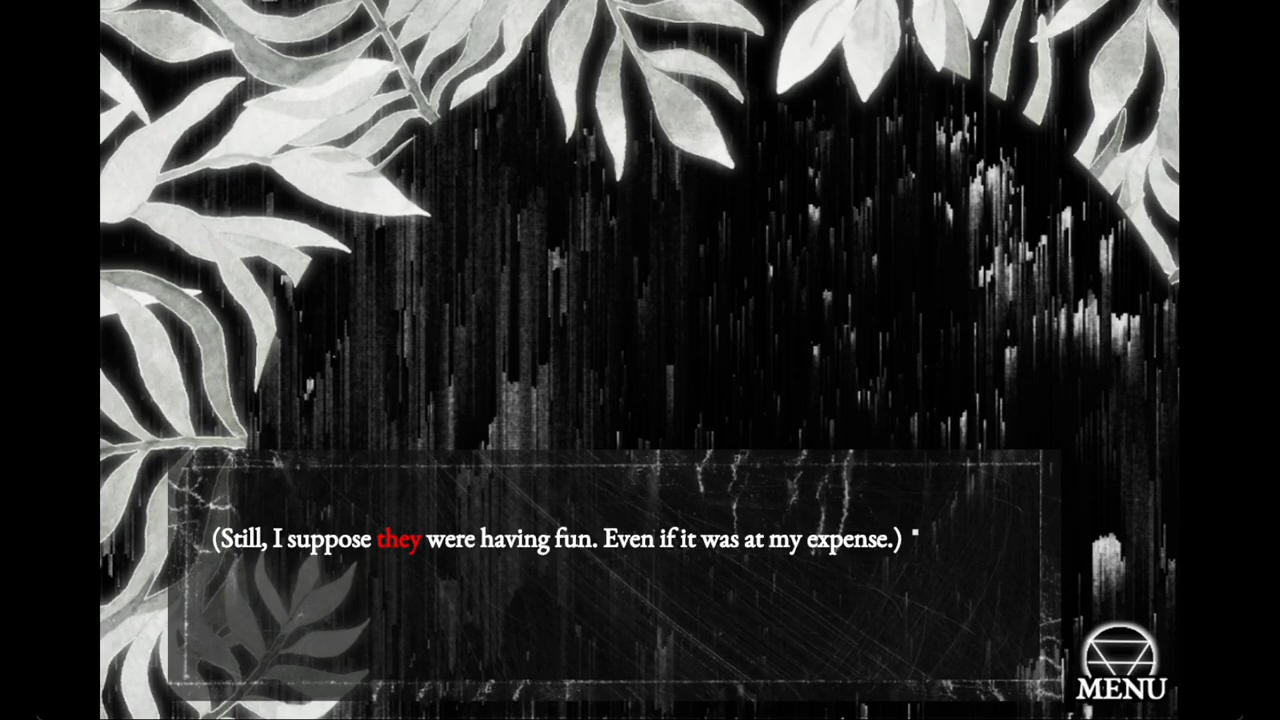 (Still, I suppose they were having fun. Even if it was at my expense.)
MENU